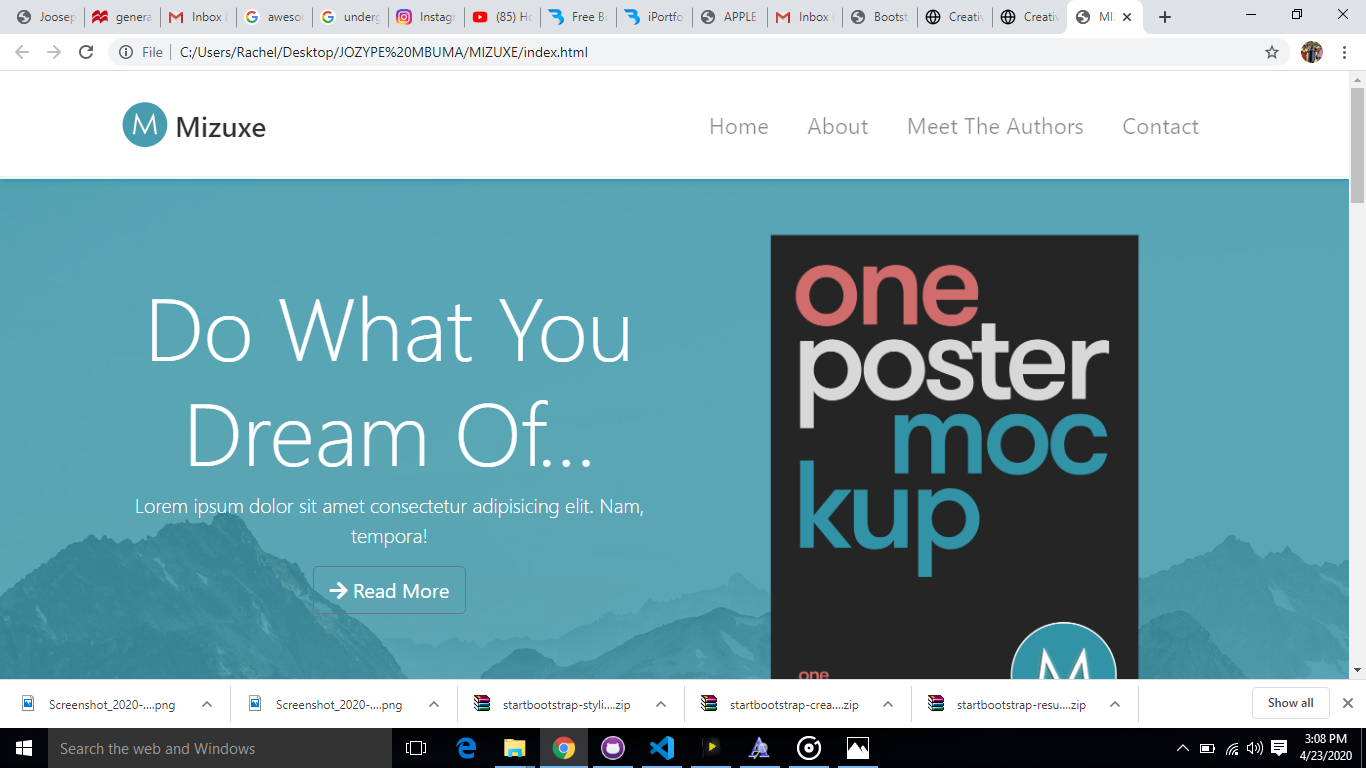 Joosep
genera
Inbox (
aweso
underg
Instagr
(85) Ho
Free Bo
iPortfo
APPLE
Inbox (
Bootst
Creativ
Creativ
MIZ
File
C:/Users/Rachel/Desktop/JOZYPE%20MBUMA/MIZUXE/index.html
M Mizuxe
Home About Meet The Authors Contact
Do What You
Dream Of...
Lorem ipsum dolor sit amet consectetur adipisicing elit. Nam,
tempora!
Read More
one
poster
moc
kup
one
M
Screenshot_2020-....png
Screenshot_2020-....png
startbootstrap-styli....zip
startbootstrap-crea....zip
startbootstrap-resu....zip
Show all
Search the web and Windows
3:08 PM
4/23/2020